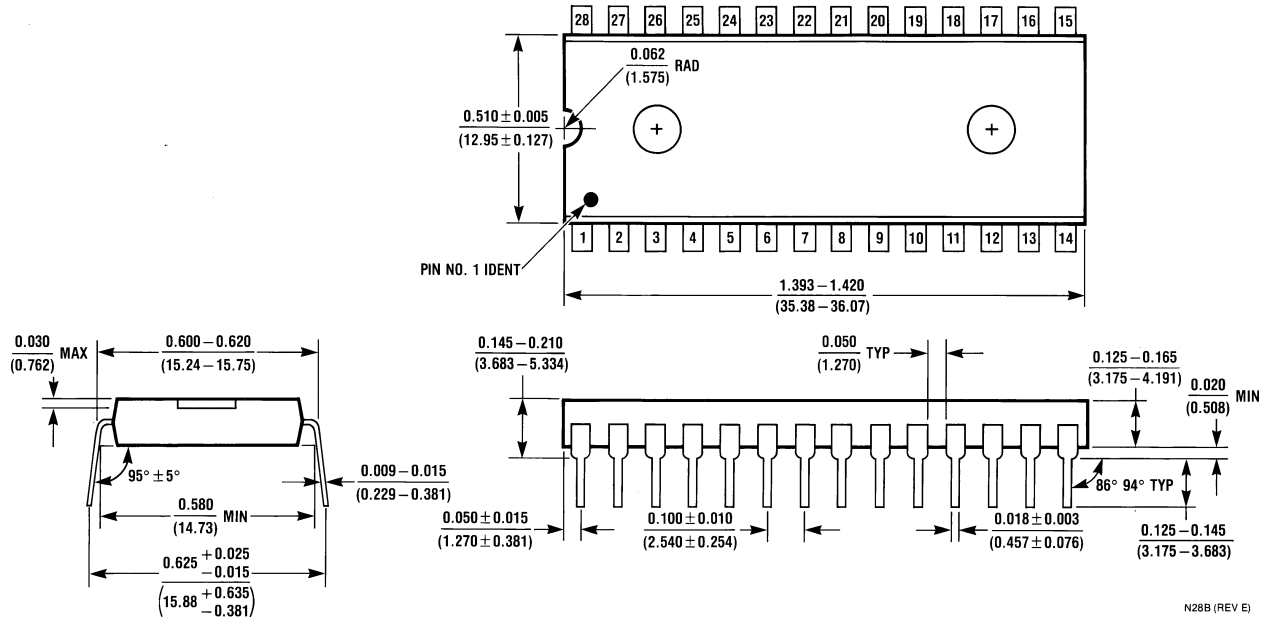 28 27 26 25 24 23 22 21 20 19 18 17 16 15
0.062
(1.575)
RAD
0.510 ± 0.005
(12.95 ± 0.127)
1 2 3 4 5 6 7 8 9 10 11 12 13 14
PIN NO. 1 IDENT
1.393 – 1.420
(35.38 – 36.07)
0.030
(0.762)
MAX
0.600 – 0.620
(15.24 – 15.75)
95° ± 5°
0.009 – 0.015
(0.229 – 0.381)
0.580
(14.73)
MIN
0.625 + 0.025
– 0.015
(15.88 + 0.635
– 0.381)
0.145 – 0.210
(3.683 – 5.334)
0.050
(1.270)
TYP
0.125 – 0.165
(3.175 – 4.191)
0.020
(0.508)
MIN
86° 94° TYP
0.050 ± 0.015
(1.270 ± 0.381)
0.100 ± 0.010
(2.540 ± 0.254)
0.018 ± 0.003
(0.457 ± 0.076)
0.125 – 0.145
(3.175 – 3.683)
N28B (REV E)